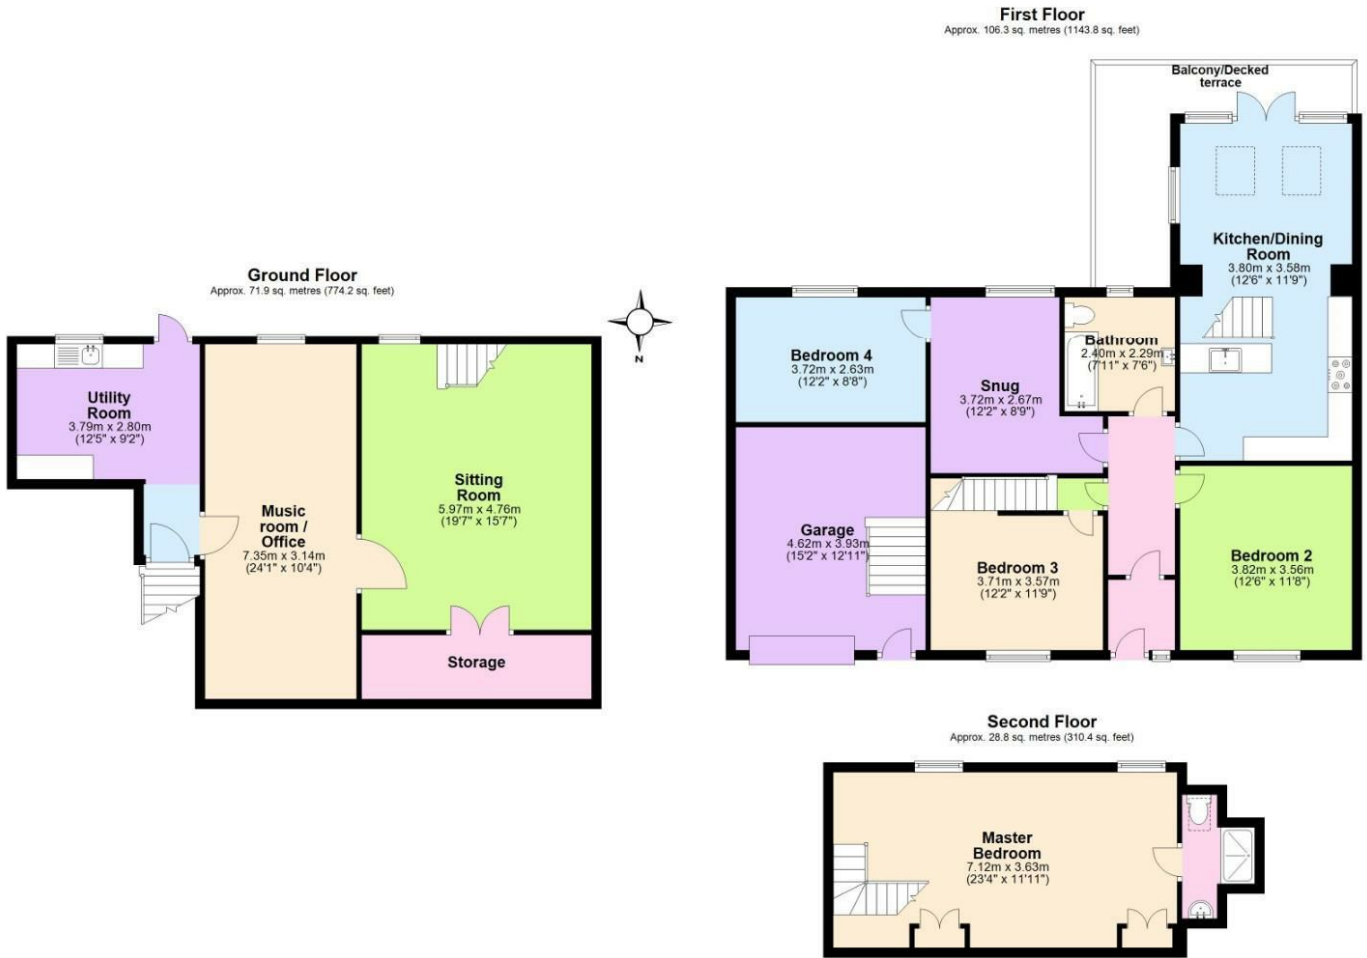 First Floor
Approx. 106.3 sq. metres (1143.8 sq. feet)
Balcony/Decked
terrace
Kitchen/Dining
Room
3.80m x 3.58m
(12'6" x 11'9")
Bedroom 4
3.72m x 2.63m
(12'2" x 8'8")
Snug
3.72m x 2.67m
(12'2" x 8'9")
Bathroom
2.40m x 2.29m
(7'11" x 7'6")
Garage
4.62m x 3.93m
(15'2" x 12'11")
Bedroom 3
3.71m x 3.57m
(12'2" x 11'9")
Bedroom 2
3.82m x 3.56m
(12'6" x 11'8")
Ground Floor
Approx. 71.9 sq. metres (774.2 sq. feet)
N
Utility
Room
3.79m x 2.80m
(12'5" x 9'2")
Music
room /
Office
7.35m x 3.14m
(24'1" x 10'4")
Sitting
Room
5.97m x 4.76m
(19'7" x 15'7")
Storage
Second Floor
Approx. 28.8 sq. metres (310.4 sq. feet)
Master
Bedroom
7.12m x 3.63m
(23'4" x 11'11")